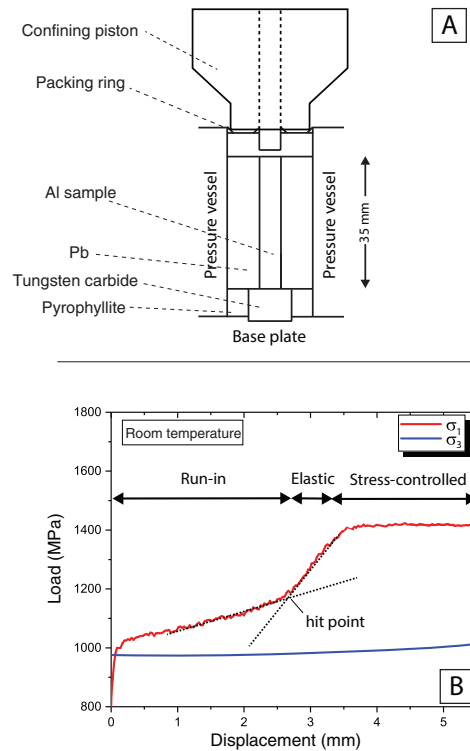 A
Confining piston
Packing ring
Al sample
Pb
Tungsten carbide
Pyrophyllite
Pressure vessel
Pressure vessel
35 mm
Base plate
Room temperature
σ1
σ3
Run-in
Elastic
Stress-controlled
hit point
1800
1600
1400
1200
1000
800
Load (MPa)
0
1
2
3
4
5
Displacement (mm)
B